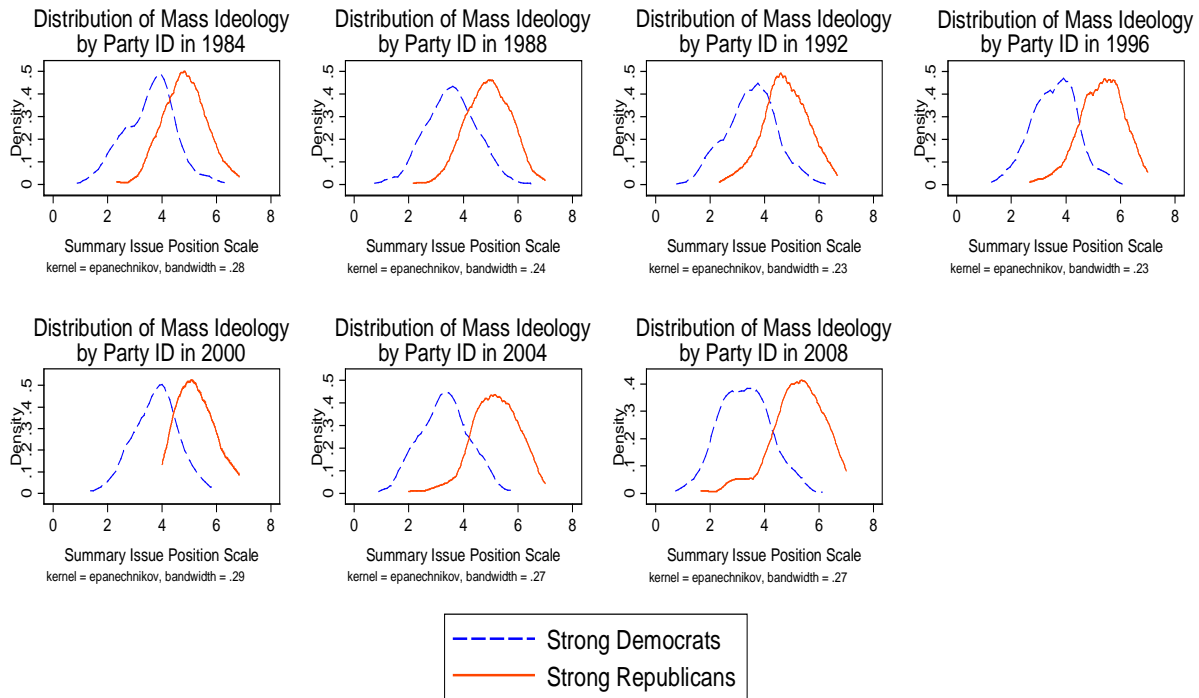 Distribution of Mass Ideology
by Party ID in 1984
Density
0 .1 .2 .3 .4 .5
0 2 4 6 8
Summary Issue Position Scale
kernel = epanechnikov, bandwidth = .28
Distribution of Mass Ideology
by Party ID in 1988
Density
0 .1 .2 .3 .4 .5
0 2 4 6 8
Summary Issue Position Scale
kernel = epanechnikov, bandwidth = .24
Distribution of Mass Ideology
by Party ID in 1992
Density
0 .1 .2 .3 .4 .5
0 2 4 6 8
Summary Issue Position Scale
kernel = epanechnikov, bandwidth = .23
Distribution of Mass Ideology
by Party ID in 1996
Density
0 .1 .2 .3 .4 .5
0 2 4 6 8
Summary Issue Position Scale
kernel = epanechnikov, bandwidth = .23
Distribution of Mass Ideology
by Party ID in 2000
Density
0 .1 .2 .3 .4 .5
0 2 4 6 8
Summary Issue Position Scale
kernel = epanechnikov, bandwidth = .29
Distribution of Mass Ideology
by Party ID in 2004
Density
0 .1 .2 .3 .4 .5
0 2 4 6 8
Summary Issue Position Scale
kernel = epanechnikov, bandwidth = .27
Distribution of Mass Ideology
by Party ID in 2008
Density
0 .1 .2 .3 .4
0 2 4 6 8
Summary Issue Position Scale
kernel = epanechnikov, bandwidth = .27
Strong Democrats
Strong Republicans